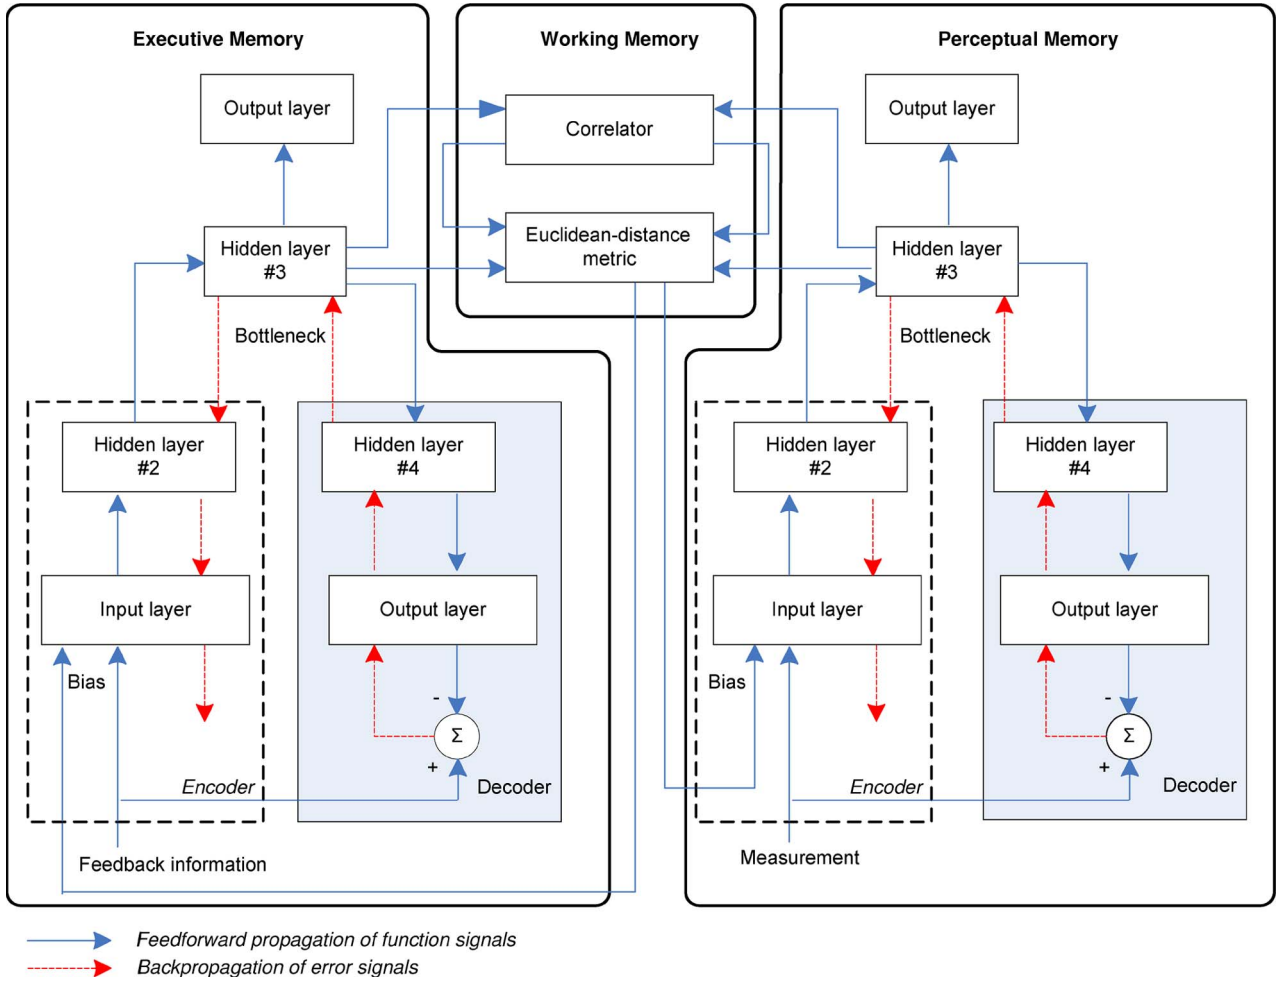 Executive Memory
Output layer
Hidden layer
#3
Bottleneck
Hidden layer
#2
Hidden layer
#4
Input layer
Output layer
Bias
-
Σ
+
Encoder
Decoder
Feedback information
Working Memory
Correlator
Euclidean-distance
metric
Perceptual Memory
Output layer
Hidden layer
#3
Bottleneck
Hidden layer
#2
Hidden layer
#4
Input layer
Output layer
Bias
-
Σ
+
Encoder
Decoder
Measurement
Feedforward propagation of function signals
Backpropagation of error signals